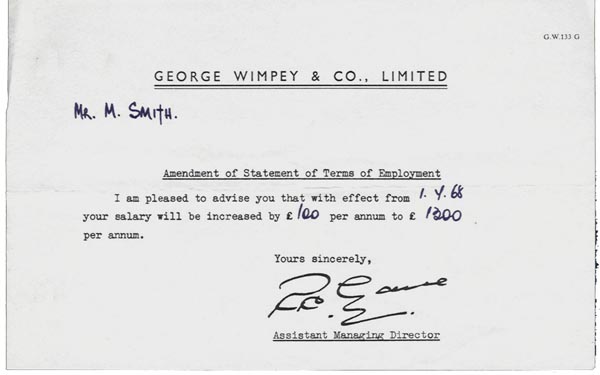 G.W.133 G
GEORGE WIMPEY & CO., LIMITED
Mr. M. Smith.
Amendment of Statement of Terms of Employment
I am pleased to advise you that with effect from 1.4.68
your salary will be increased by £ 100 per annum to £ 1200
per annum.
Yours sincerely,
Assistant Managing Director